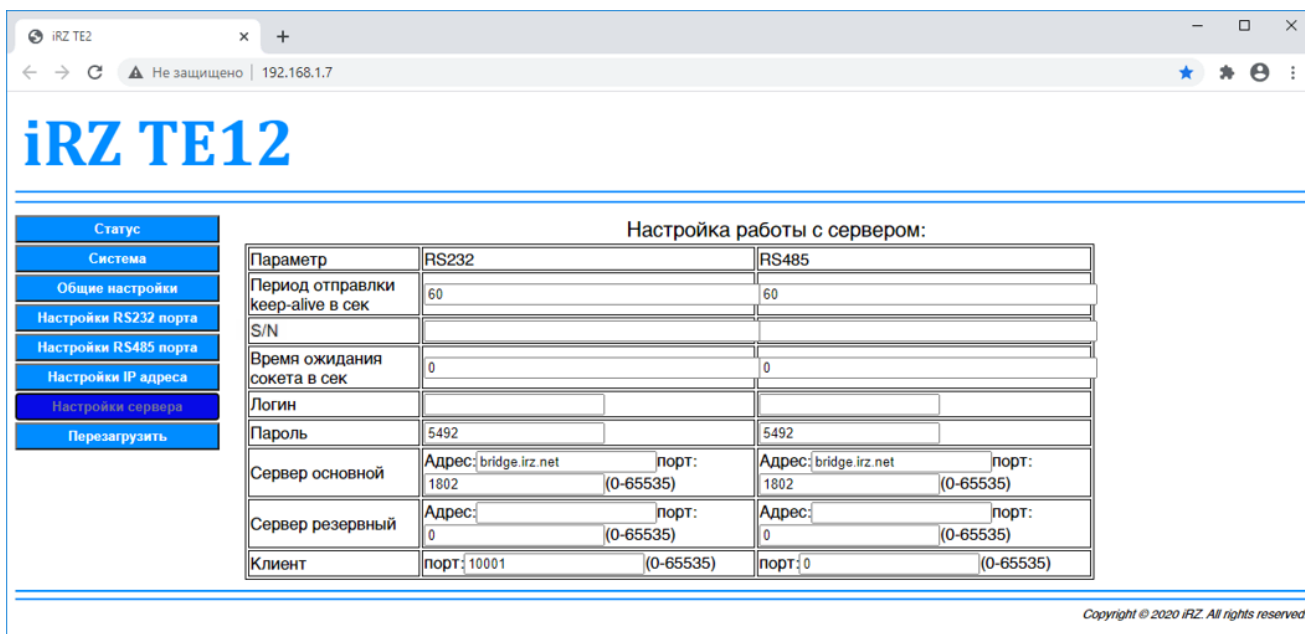 iRZ TE2
Не защищено | 192.168.1.7
iRZ TE12
Статус
Система
Общие настройки
Настройки RS232 порта
Настройки RS485 порта
Настройки IP адреса
Настройки сервера
Перезагрузить
Настройка работы с сервером:
Параметр RS232 RS485
Период отправлки
keep-alive в сек 60 60
S/N
Время ожидания
сокета в сек 0 0
Логин
Пароль 5492 5492
Сервер основной
Адрес: bridge.irz.net порт:
1802 (0-65535)
Адрес: bridge.irz.net порт:
1802 (0-65535)
Сервер резервный
Адрес: порт:
0 (0-65535)
Адрес: порт:
0 (0-65535)
Клиент порт: 10001 (0-65535) порт: 0 (0-65535)
Copyright © 2020 iRZ. All rights reserved